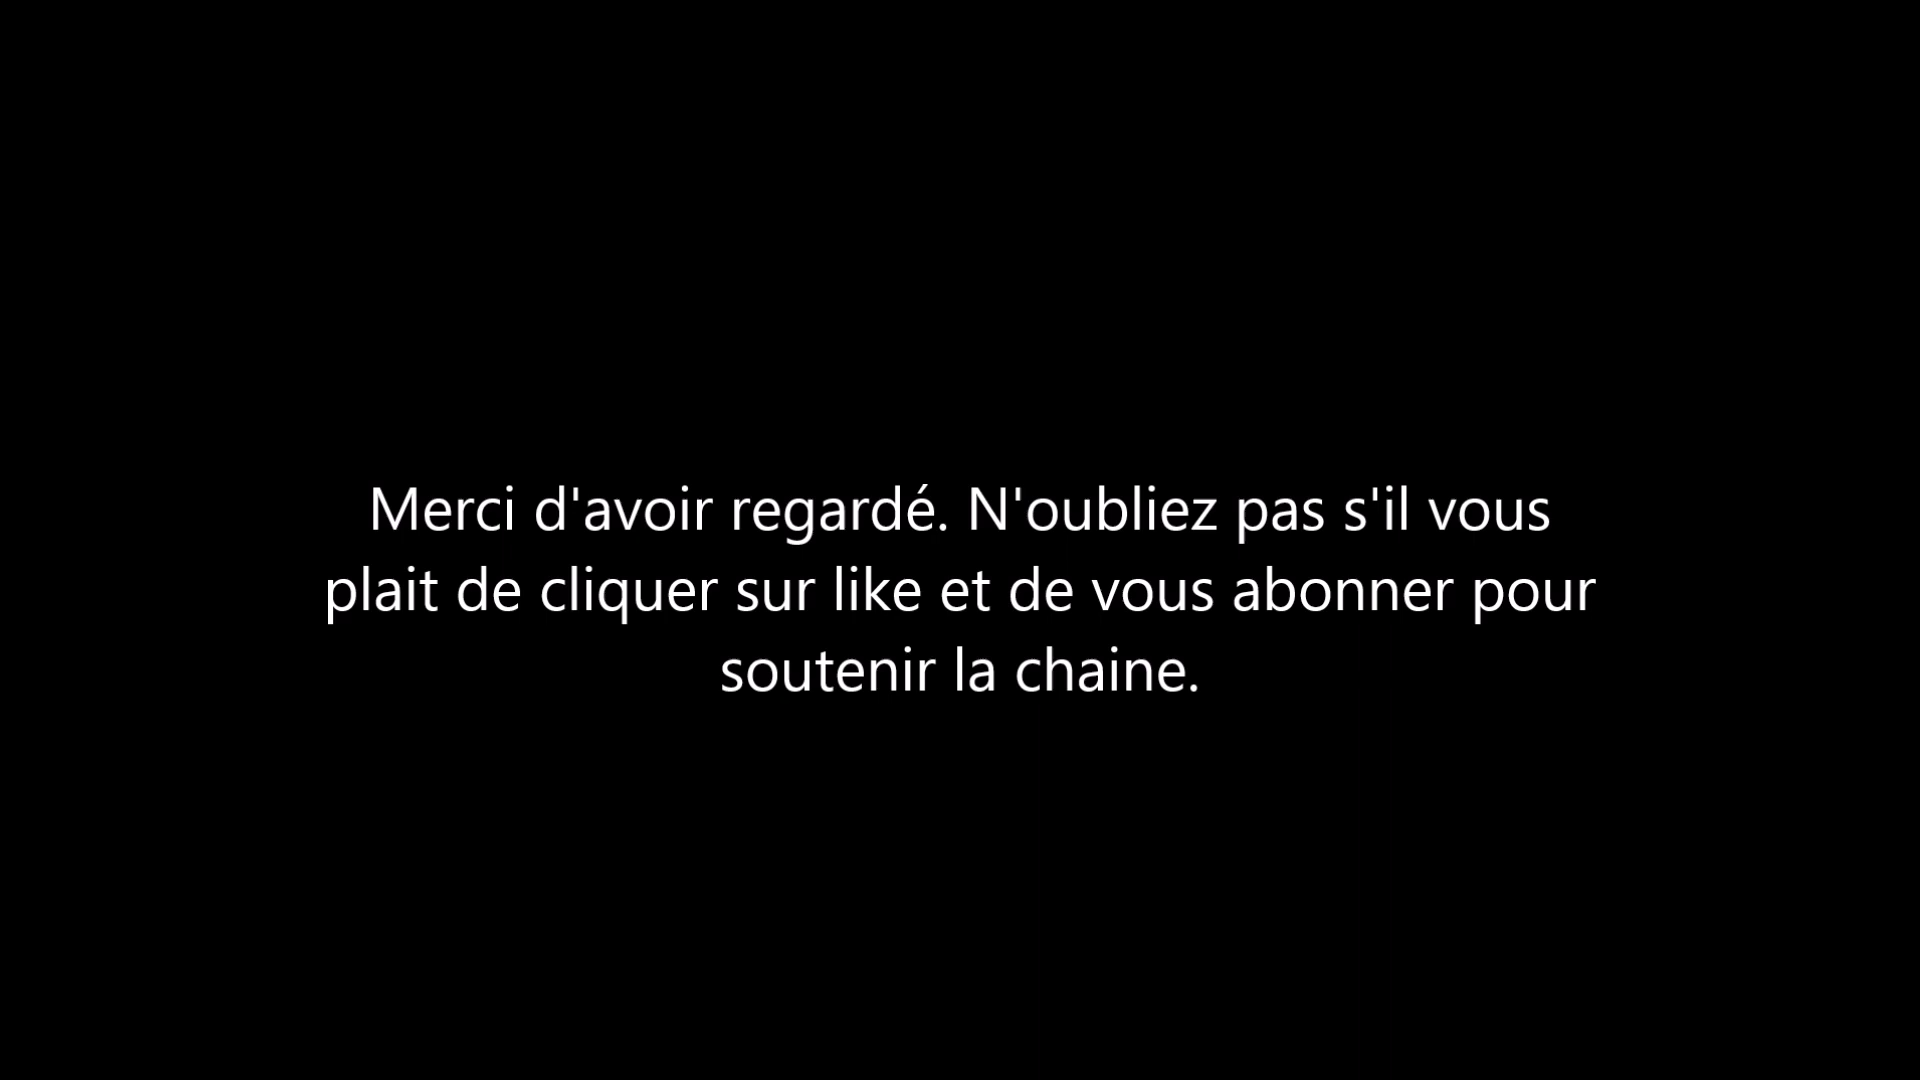 Merci d'avoir regardé. N'oubliez pas s'il vous
plait de cliquer sur like et de vous abonner pour
soutenir la chaine.